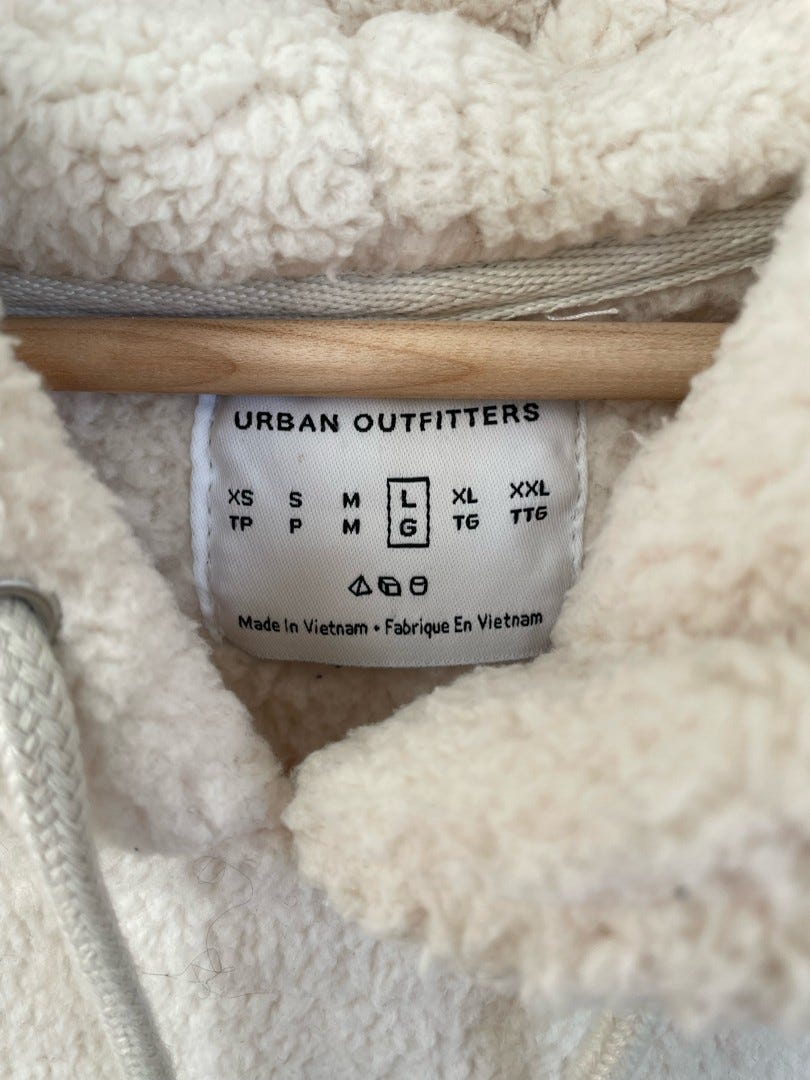 URBAN OUTFITTERS
XS S M L XL XXL
TP P M G TG TTG
Made In Vietnam • Fabrique En Vietnam